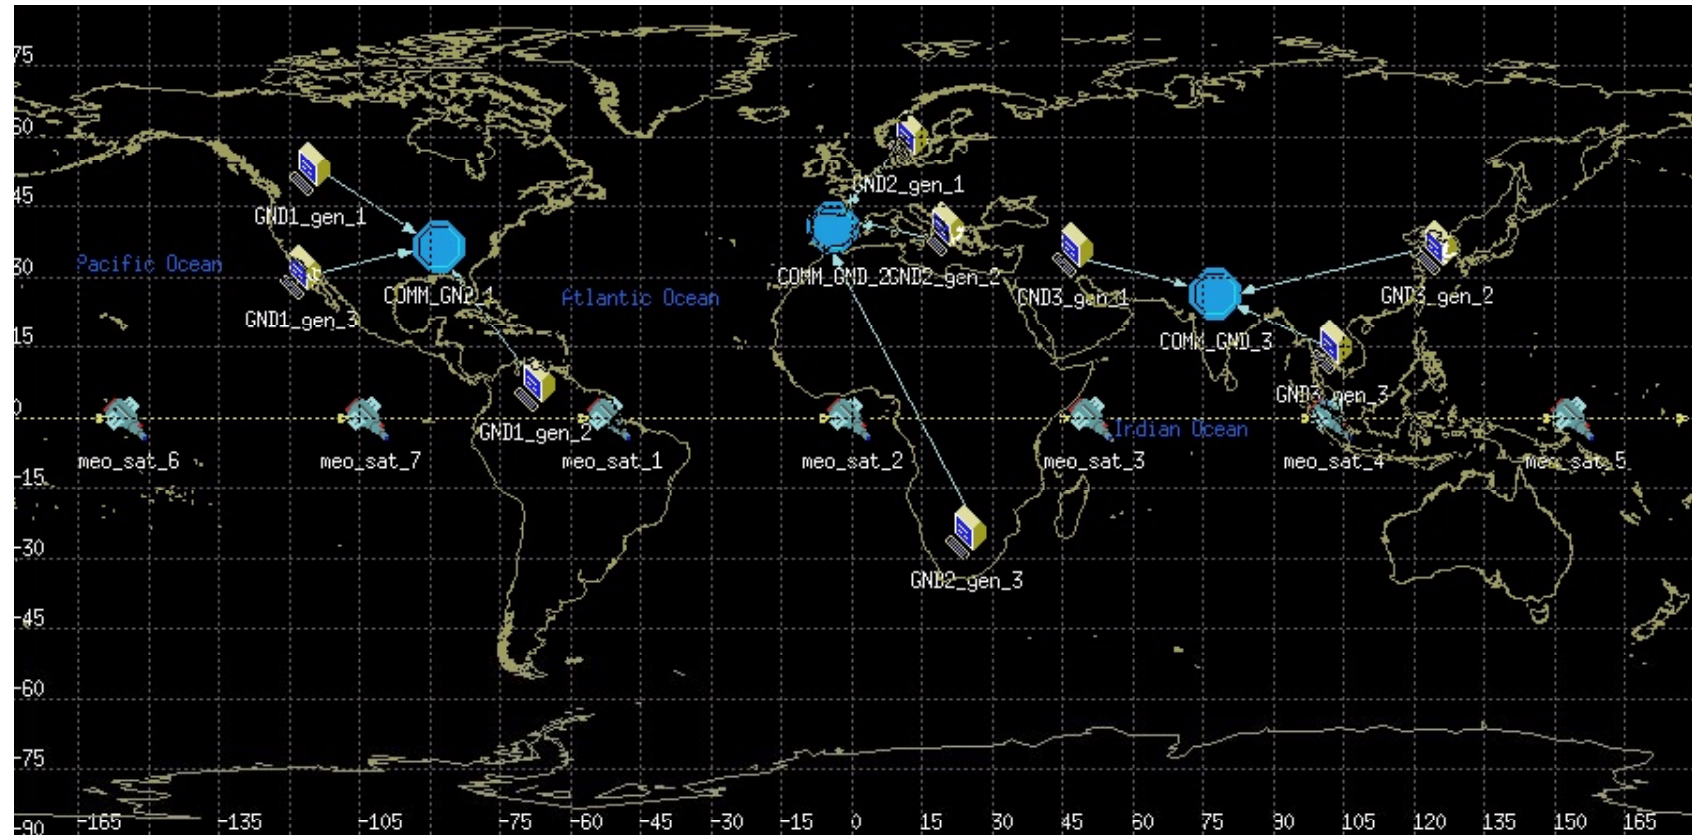 75
60
GND2_gen_1
45
GND1_gen_1
Pacific Ocean
30
COMM_GND_2GND2_gen_2
COMM_GND_1
Atlantic Ocean
GND3_gen_1
GND3_gen_2
GND1_gen_3
15
COMM_GND_3
GND3_gen_3
0
GND1_gen_2
Indian Ocean
meo_sat_6
meo_sat_7
meo_sat_1
meo_sat_2
meo_sat_3
meo_sat_4
meo_sat_5
-15
-30
GND2_gen_3
-45
-60
-75
-90 -165 -135 -105 -75 -60 -45 -30 -15 0 15 30 45 60 75 90 105 120 135 150 165